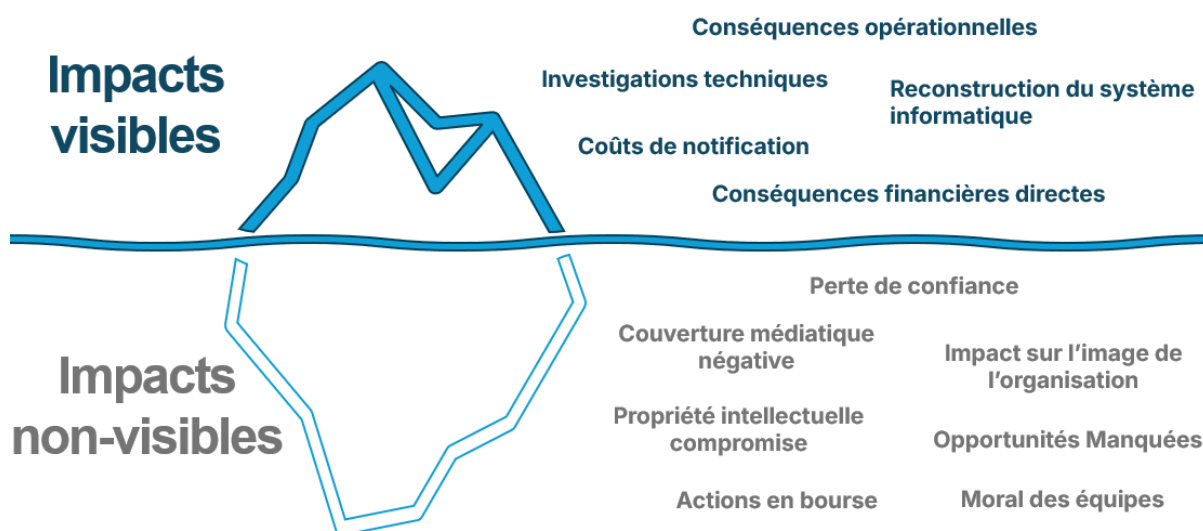 Impacts
visibles
Conséquences opérationnelles
Investigations techniques
Reconstruction du système
informatique
Coûts de notification
Conséquences financières directes
Impacts
non-visibles
Perte de confiance
Couverture médiatique
négative
Impact sur l’image de
l’organisation
Propriété intellectuelle
compromise
Opportunités Manquées
Actions en bourse
Moral des équipes